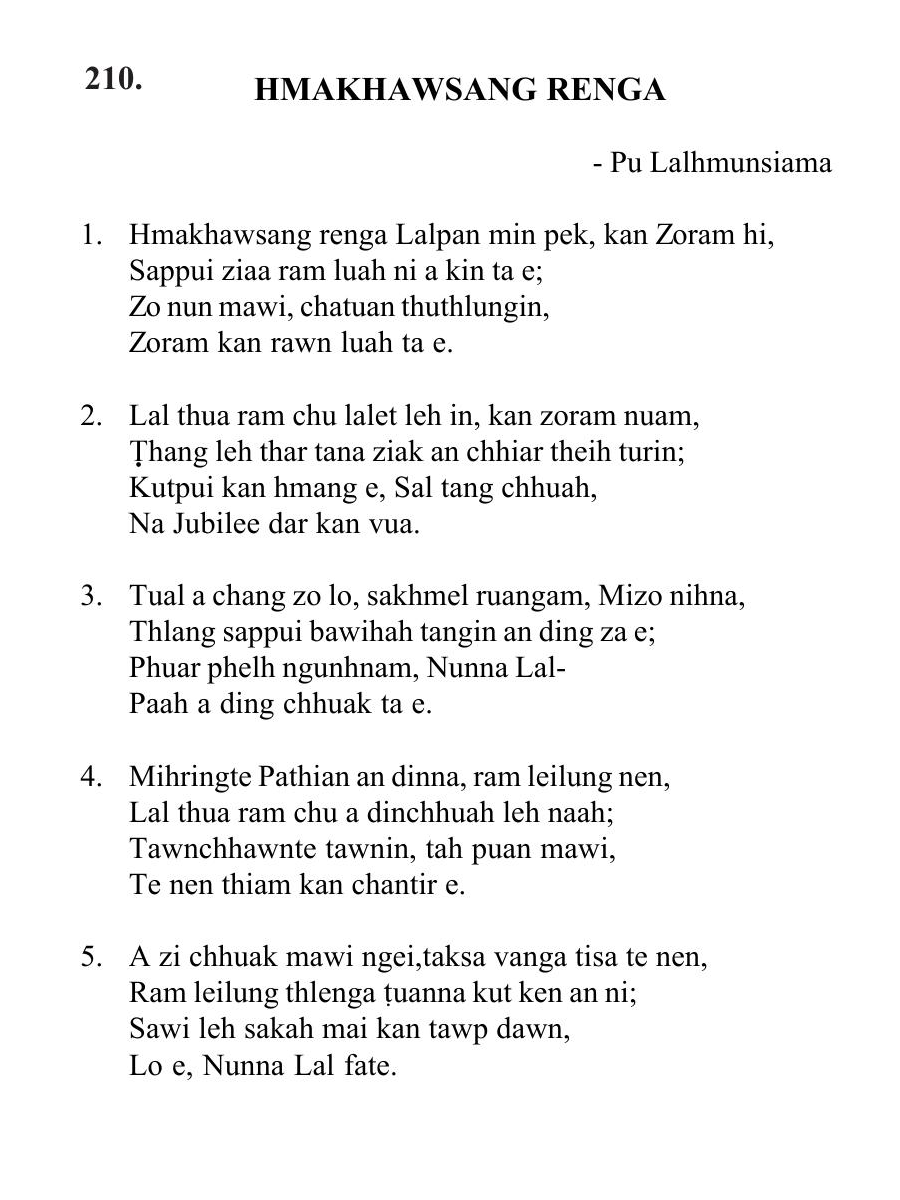 210.
HMAKHAWSANG RENGA
- Pu Lalhmunsiama
1. Hmakhawsang renga Lalpan min pek, kan Zoram hi,
Sappui ziaa ram luah ni a kin ta e;
Zo nun mawi, chatuan thuthlungin,
Zoram kan rawn luah ta e.
2. Lal thua ram chu lalet leh in, kan zoram nuam,
Ṭhang leh thar tana ziak an chhiar theih turin;
Kutpui kan hmang e, Sal tang chhuah,
Na Jubilee dar kan vua.
3. Tual a chang zo lo, sakhmel ruangam, Mizo nihna,
Thlang sappui bawihah tangin an ding za e;
Phuar phelh ngunhnam, Nunna Lal-
Paah a ding chhuak ta e.
4. Mihringte Pathian an dinna, ram leilung nen,
Lal thua ram chu a dinchhuah leh naah;
Tawnchhawnte tawnin, tah puan mawi,
Te nen thiam kan chantir e.
5. A zi chhuak mawi ngei,taksa vanga tisa te nen,
Ram leilung thlenga ṭuanna kut ken an ni;
Sawi leh sakah mai kan tawp dawn,
Lo e, Nunna Lal fate.